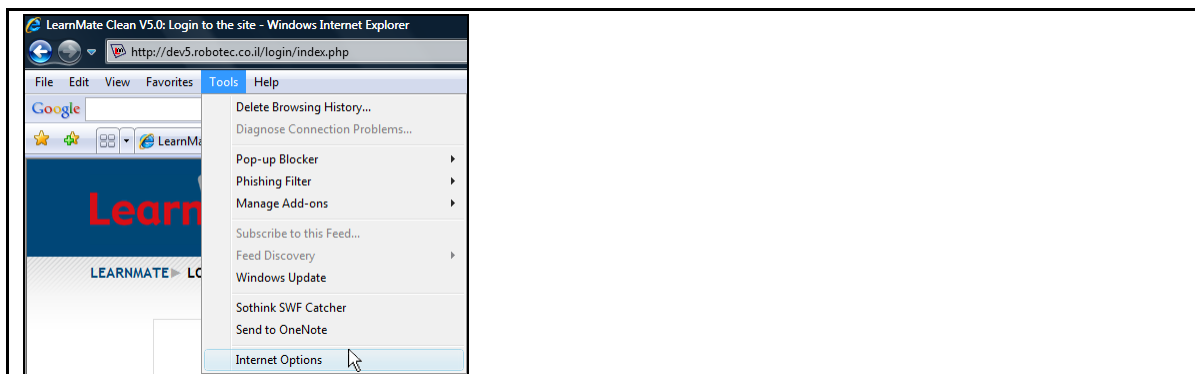 LearnMate Clean V5.0: Login to the site - Windows Internet Explorer
http://dev5.robotec.co.il/login/index.php
File Edit View Favorites Tools Help
Google
Delete Browsing History...
Diagnose Connection Problems...
LearnMa
Pop-up Blocker
Phishing Filter
Manage Add-ons
Learn
Subscribe to this Feed...
Feed Discovery
LEARNMATE LO
Windows Update
Sothink SWF Catcher
Send to OneNote
Internet Options